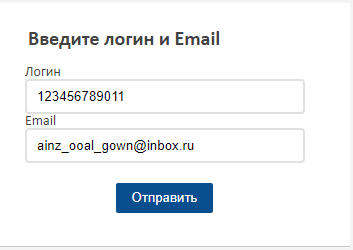 Введите логин и Email
Логин
123456789011
Email
ainz_ooal_gown@inbox.ru
Отправить